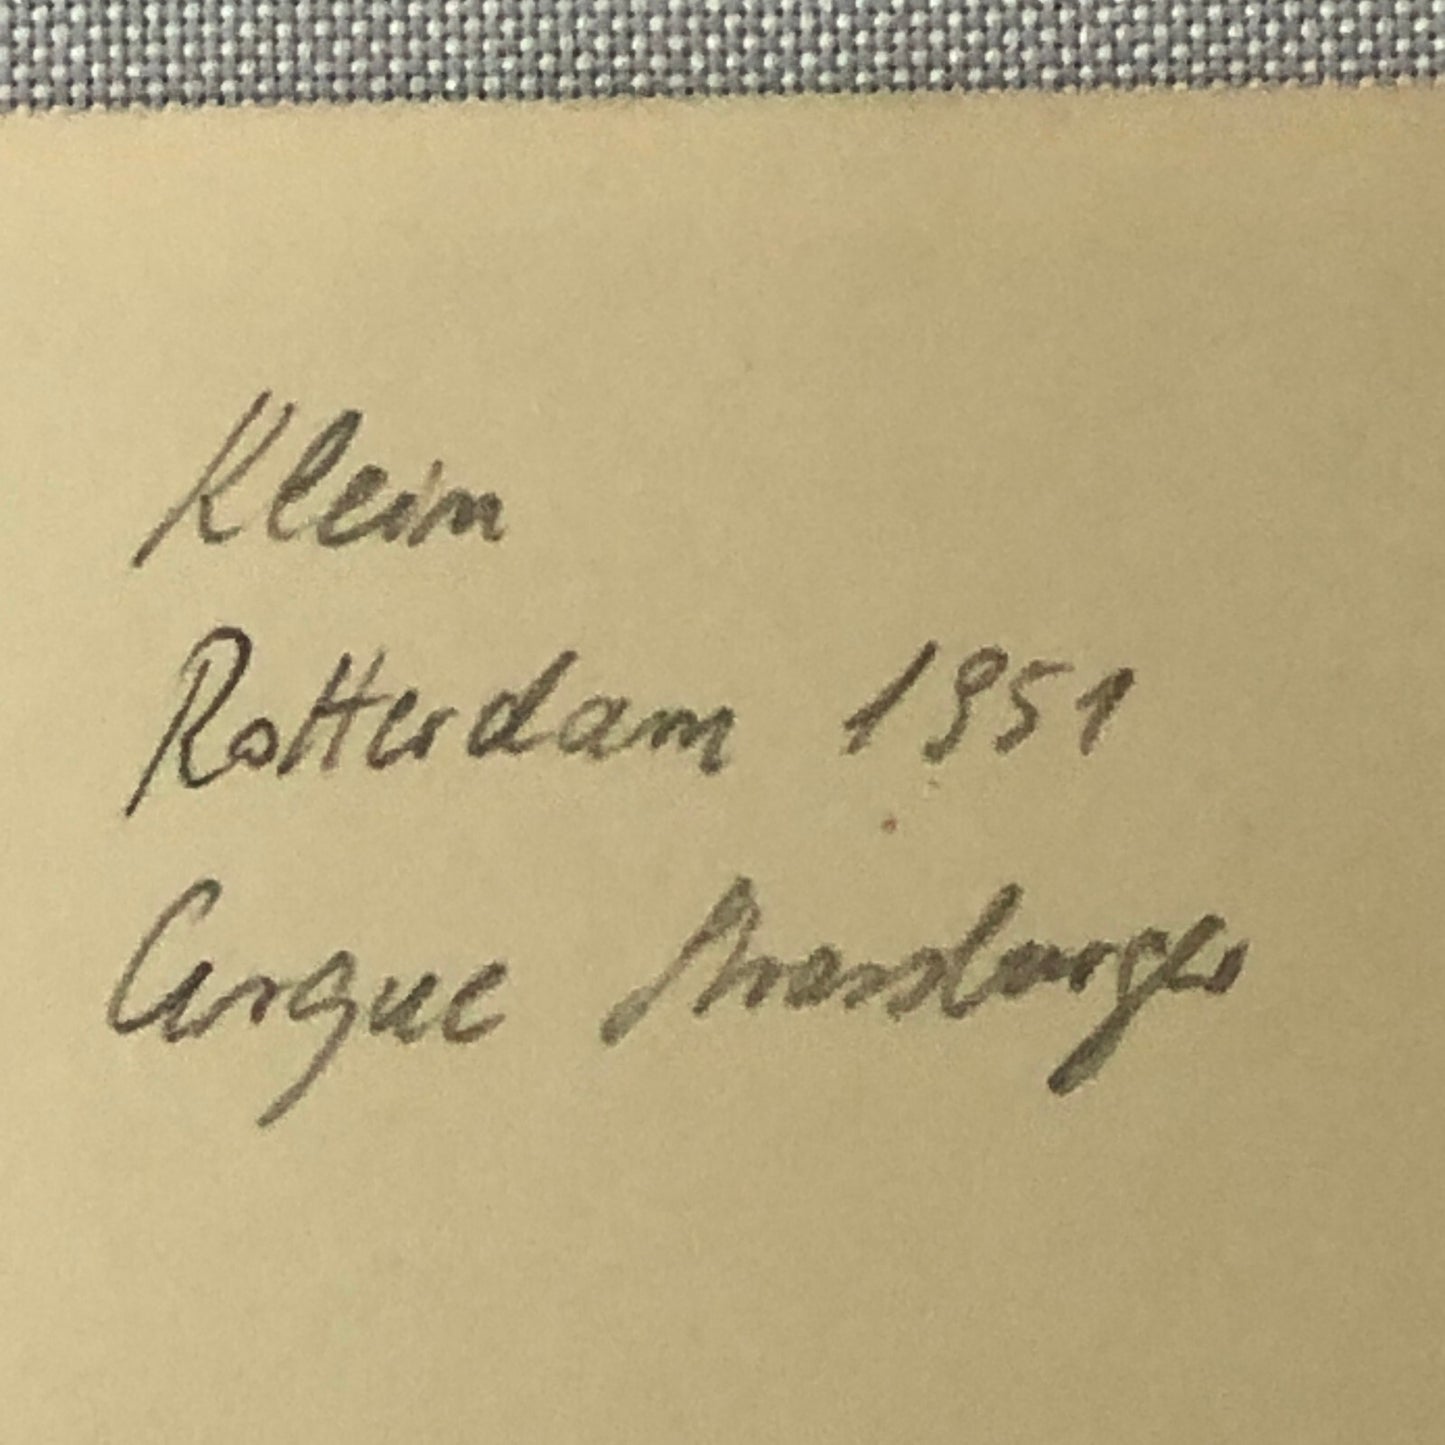 Klein
Rotterdam 1951
Cirque Strassburger